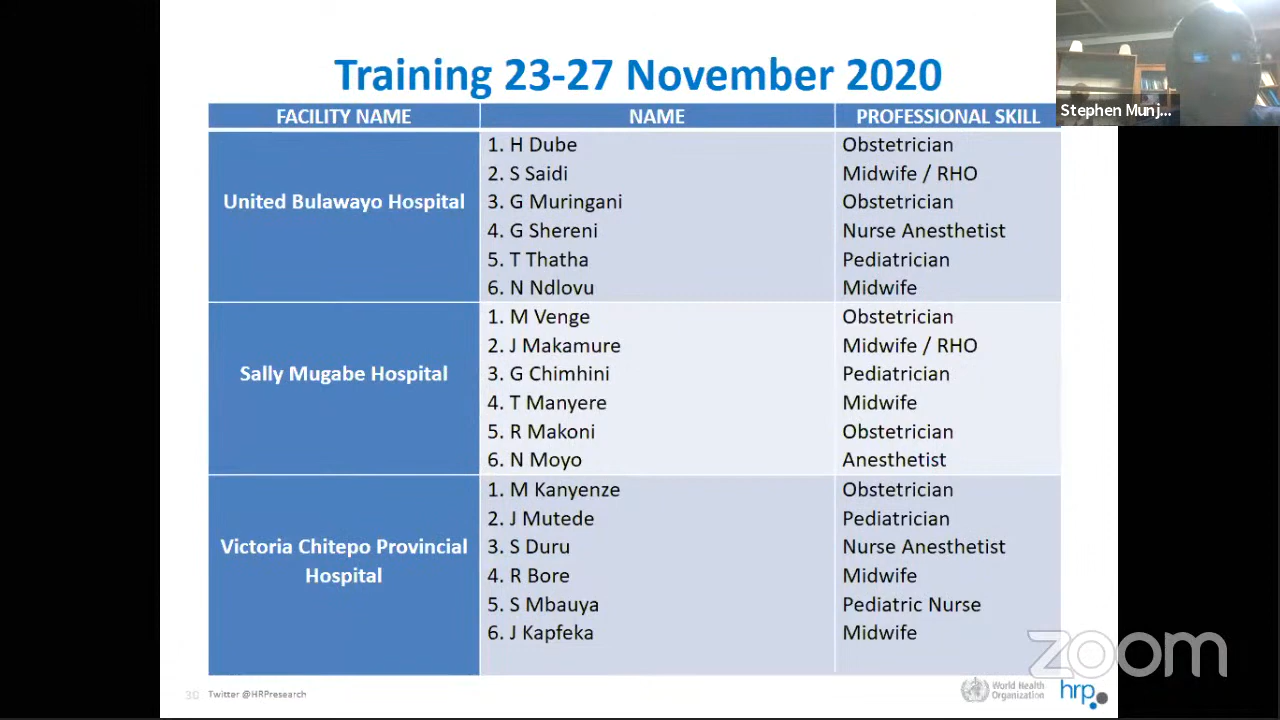 Training 23-27 November 2020
Stephen Munj...
FACILITY NAME NAME PROFESSIONAL SKILL
United Bulawayo Hospital
1. H Dube Obstetrician
2. S Saidi Midwife / RHO
3. G Muringani Obstetrician
4. G Shereni Nurse Anesthetist
5. T Thatha Pediatrician
6. N Ndlovu Midwife
Sally Mugabe Hospital
1. M Venge Obstetrician
2. J Makamure Midwife / RHO
3. G Chimhini Pediatrician
4. T Manyere Midwife
5. R Makoni Obstetrician
6. N Moyo Anesthetist
Victoria Chitepo Provincial
Hospital
1. M Kanyenze Obstetrician
2. J Mutede Pediatrician
3. S Duru Nurse Anesthetist
4. R Bore Midwife
5. S Mbauya Pediatric Nurse
6. J Kapfeka Midwife
zoom
30 Twitter @HRPresearch
World Health
Organization
hrp